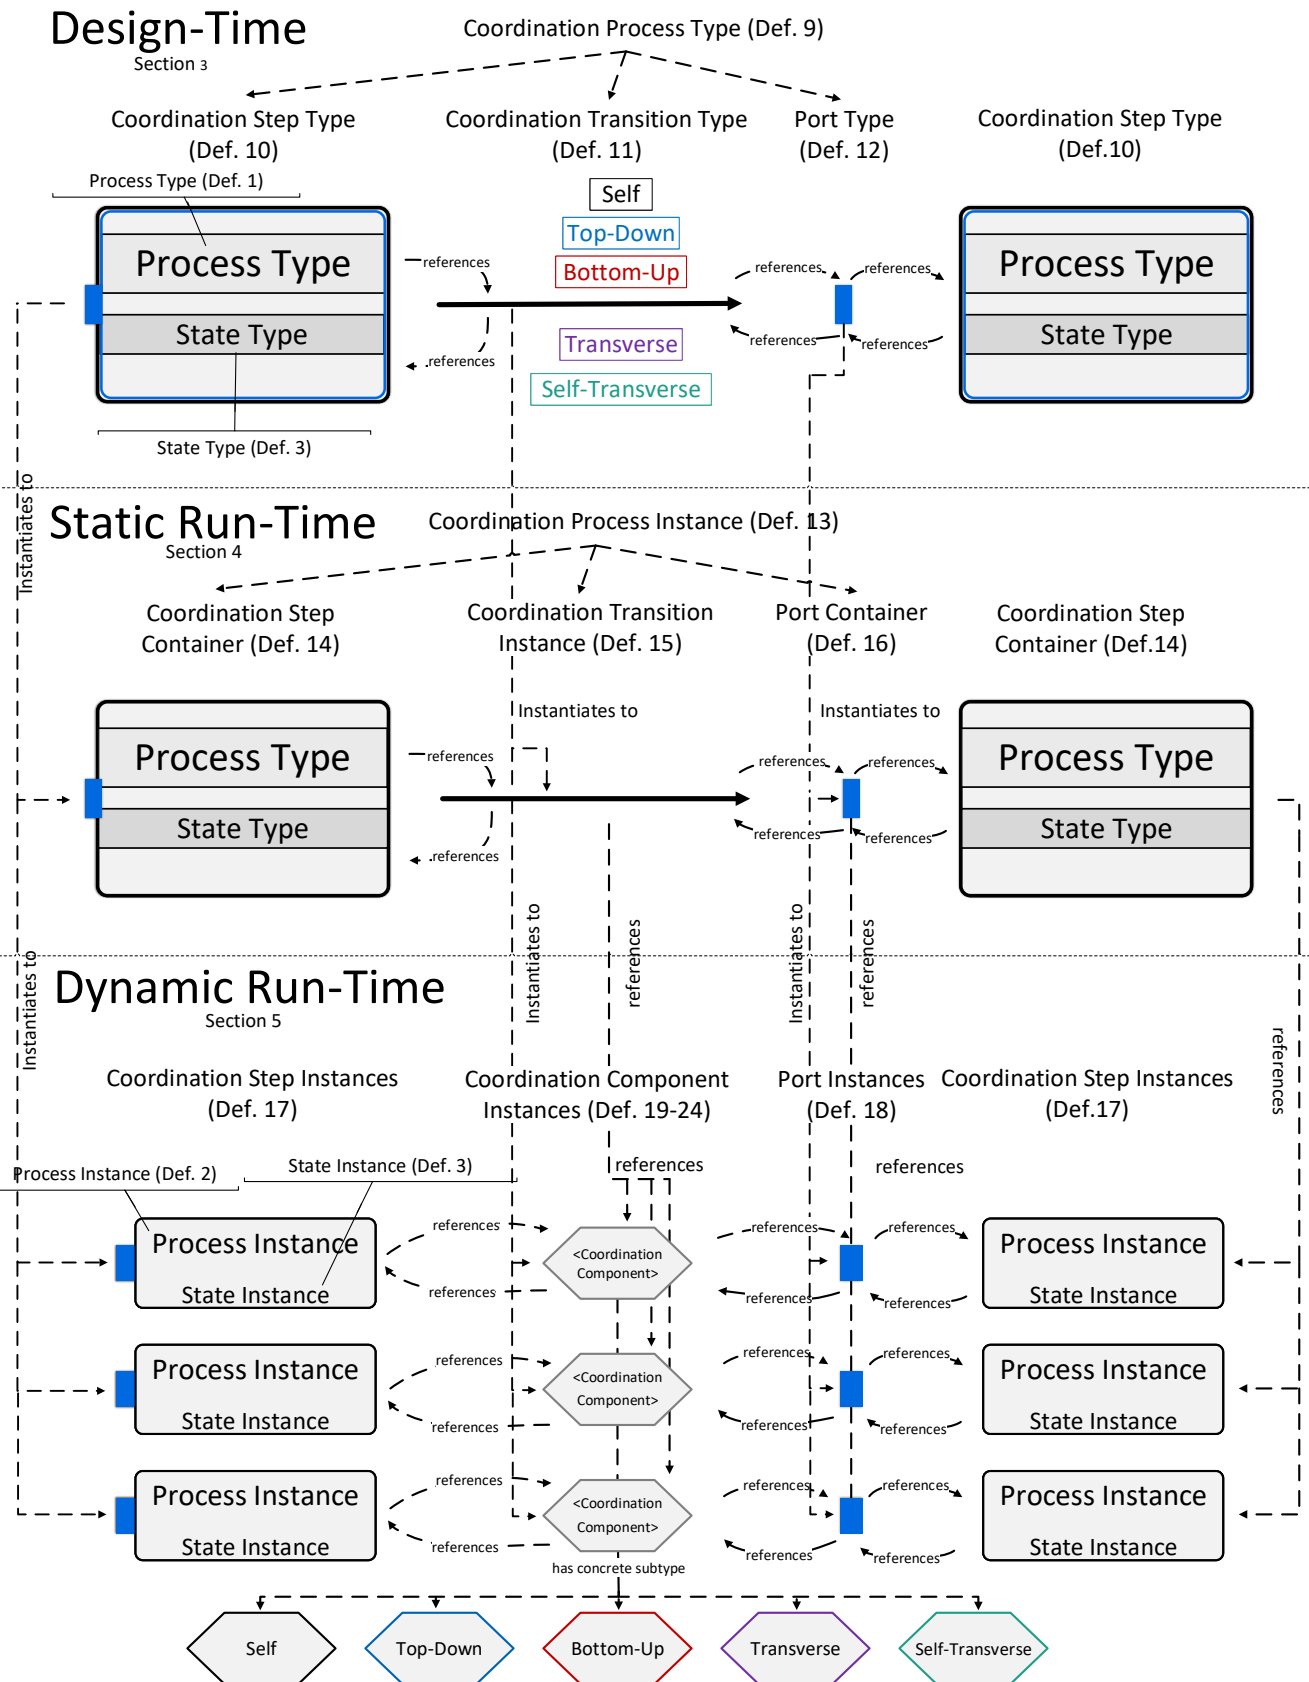 Design-Time
Section 3
Coordination Process Type (Def. 9)
Coordination Step Type
(Def. 10)
Coordination Transition Type
(Def. 11)
Port Type
(Def. 12)
Coordination Step Type
(Def.10)
Process Type (Def. 1)
Self
Top-Down
Bottom-Up
Transverse
Self-Transverse
Process Type
State Type
references
references
references
references
references
references
Process Type
State Type
State Type (Def. 3)
Instantiates to
Static Run-Time
Section 4
Coordination Process Instance (Def. 13)
Coordination Step
Container (Def. 14)
Coordination Transition
Instance (Def. 15)
Port Container
(Def. 16)
Coordination Step
Container (Def.14)
Instantiates to
Instantiates to
Process Type
State Type
references
references
references
references
references
references
Process Type
State Type
Instantiates to
Instantiates to
references
Instantiates to
references
Dynamic Run-Time
Section 5
references
Coordination Step Instances
(Def. 17)
Coordination Component
Instances (Def. 19-24)
Port Instances
(Def. 18)
Coordination Step Instances
(Def.17)
Process Instance (Def. 2)
State Instance (Def. 3)
references
references
Process Instance
State Instance
references
references
<Coordination
Component>
references
references
references
references
Process Instance
State Instance
Process Instance
State Instance
references
references
<Coordination
Component>
references
references
references
references
Process Instance
State Instance
Process Instance
State Instance
references
references
<Coordination
Component>
references
references
references
references
Process Instance
State Instance
has concrete subtype
Self
Top-Down
Bottom-Up
Transverse
Self-Transverse